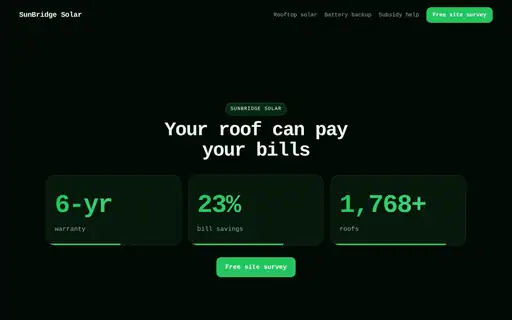 SunBridge Solar
Rooftop solar Battery backup Subsidy help Free site survey
SUNBRIDGE SOLAR
Your roof can pay
your bills
6-yr 23% 1,768+
warranty bill savings roofs
Free site survey